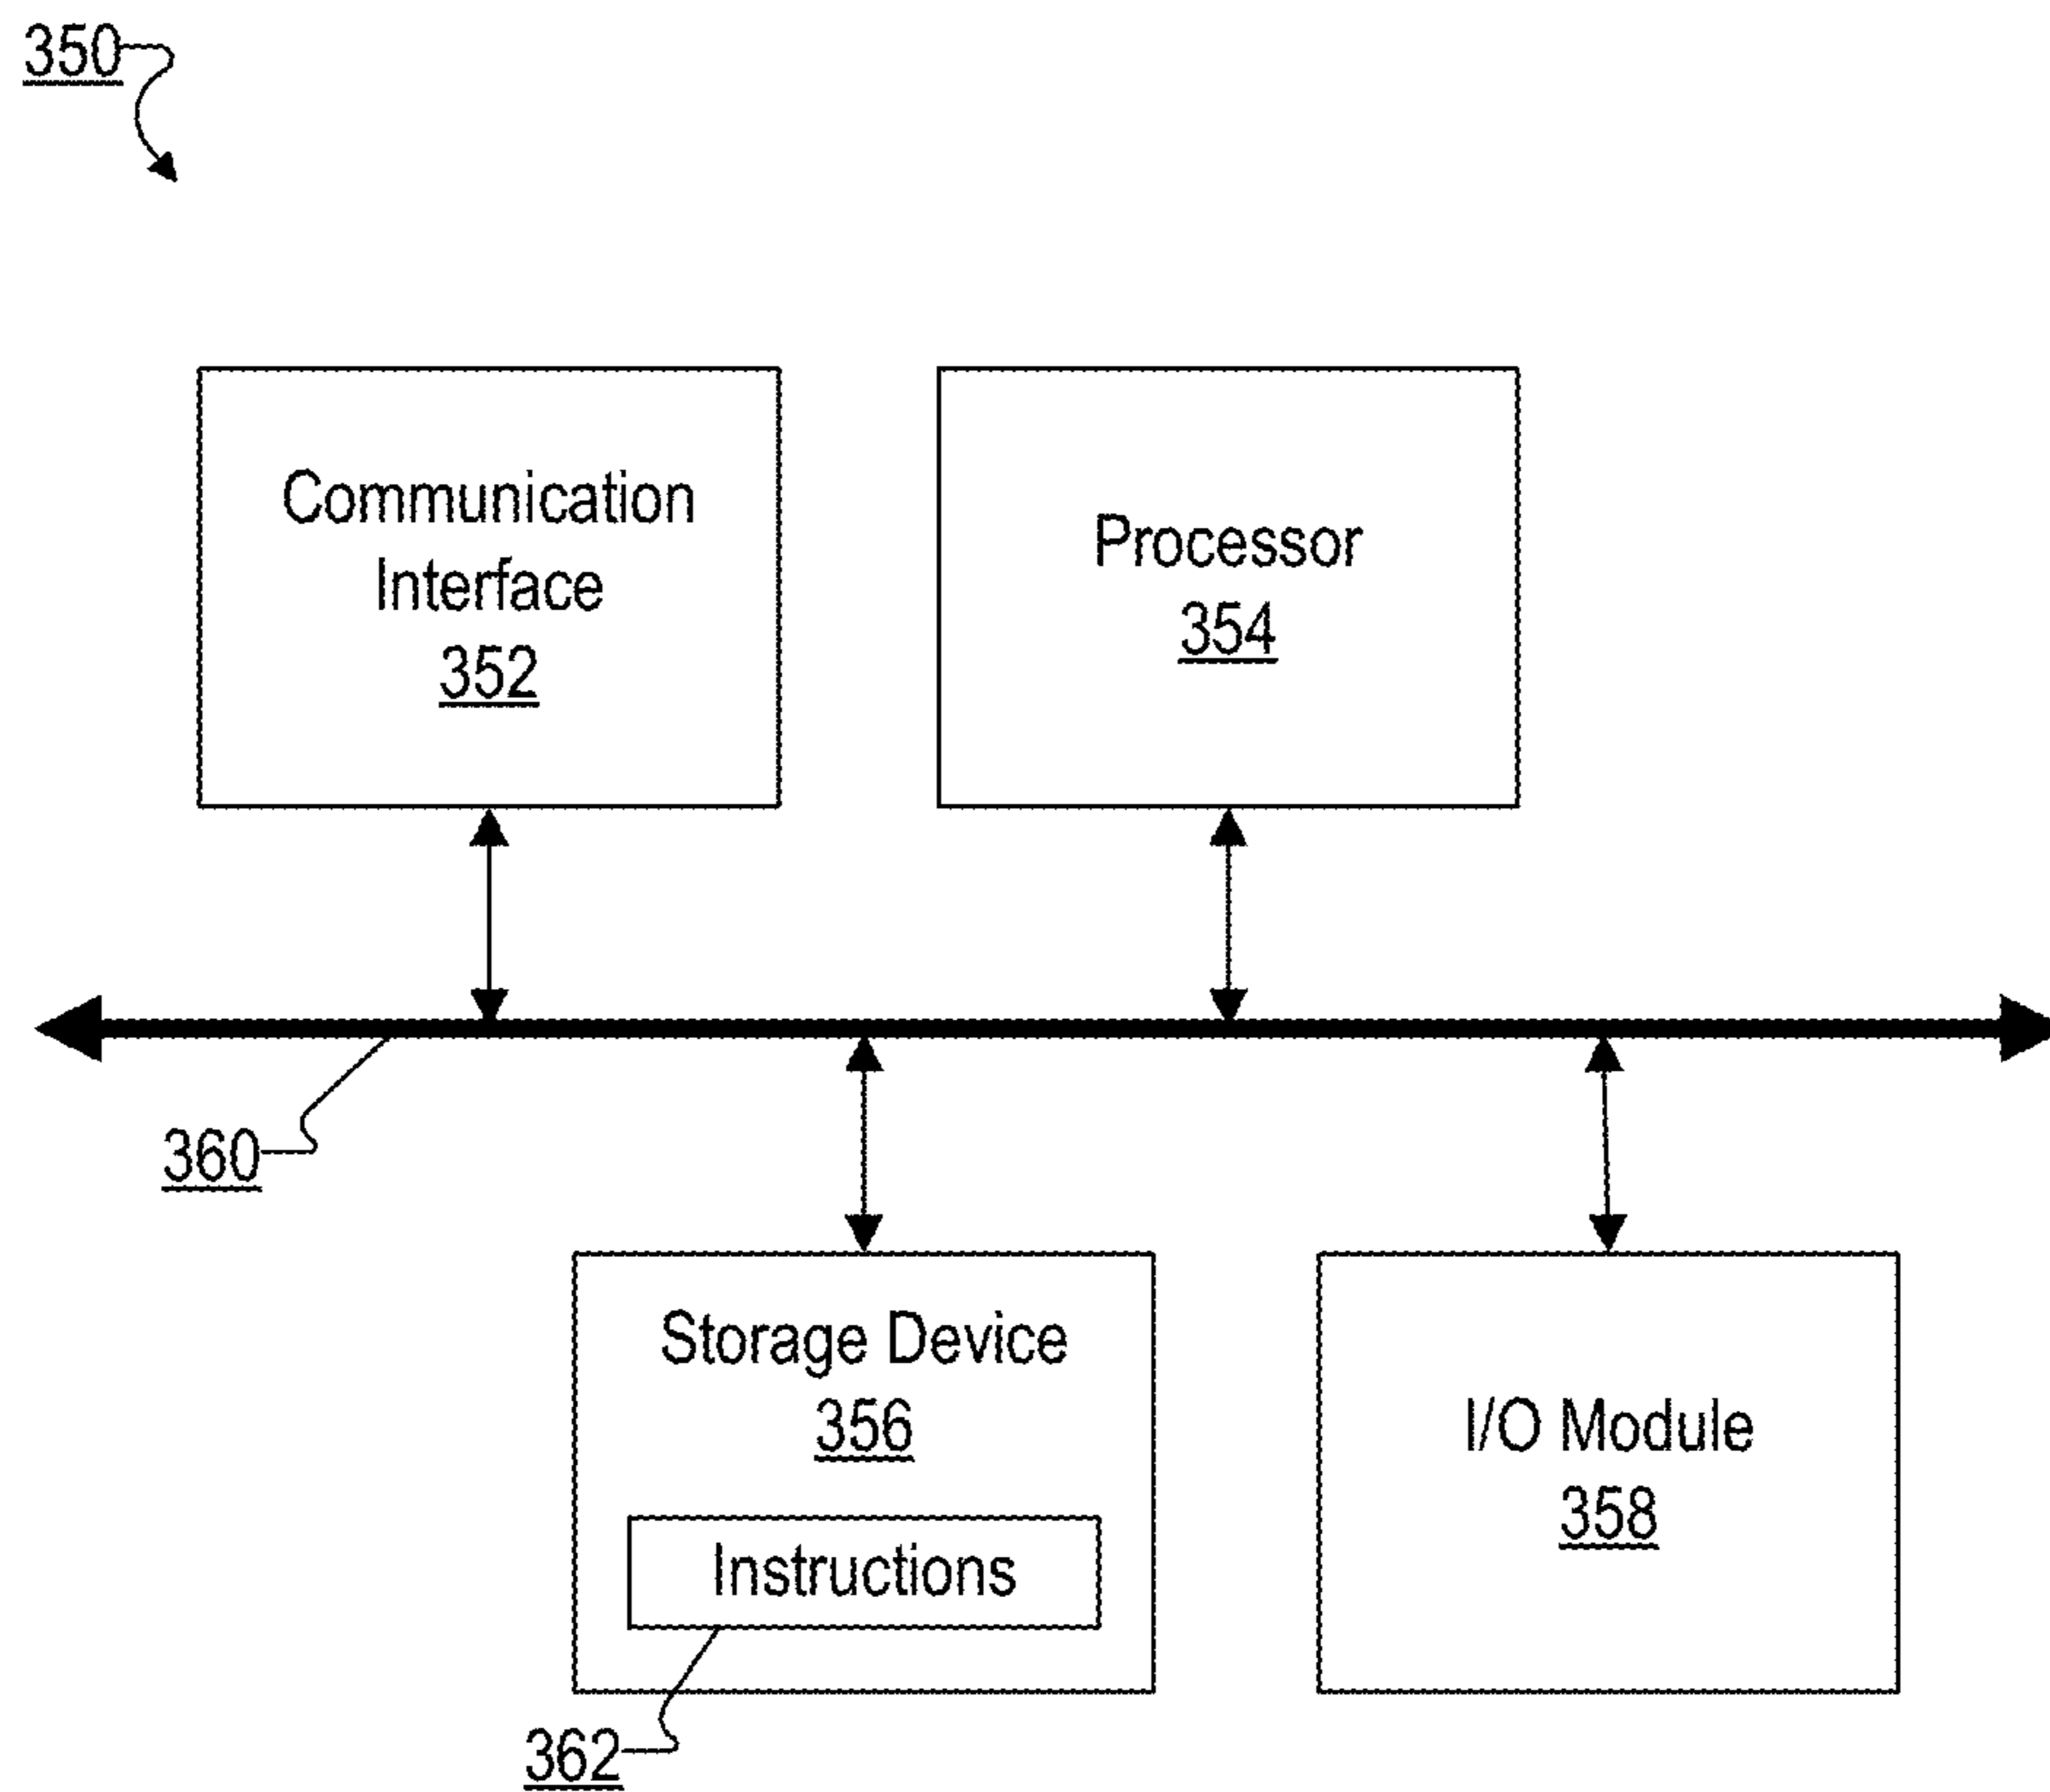 350
Communication
Interface
352
Processor
354
360
Storage Device
356
Instructions
362
I/O Module
358